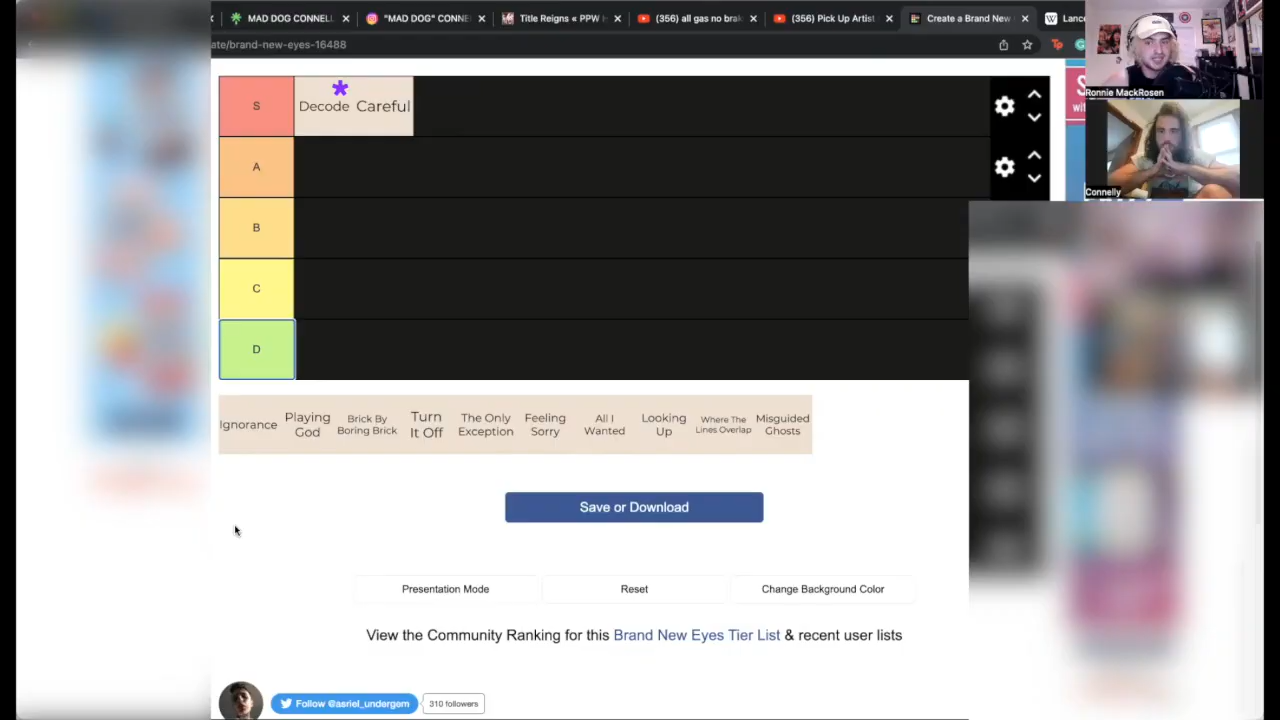 MAD DOG CONNELL
"MAD DOG" CONNE
Title Reigns « PPW H
(356) all gas no brak
(356) Pick Up Artist
Create a Brand New
Lanc
ate/brand-new-eyes-16488
Ronnie MackRosen
Connelly
S
Decode
Careful
A
B
C
D
Ignorance
Playing
God
Brick By
Boring Brick
Turn
It Off
The Only
Exception
Feeling
Sorry
All I
Wanted
Looking
Up
Where The
Lines Overlap
Misguided
Ghosts
Save or Download
Presentation Mode
Reset
Change Background Color
View the Community Ranking for this Brand New Eyes Tier List & recent user lists
Follow @asriel_undergem
310 followers